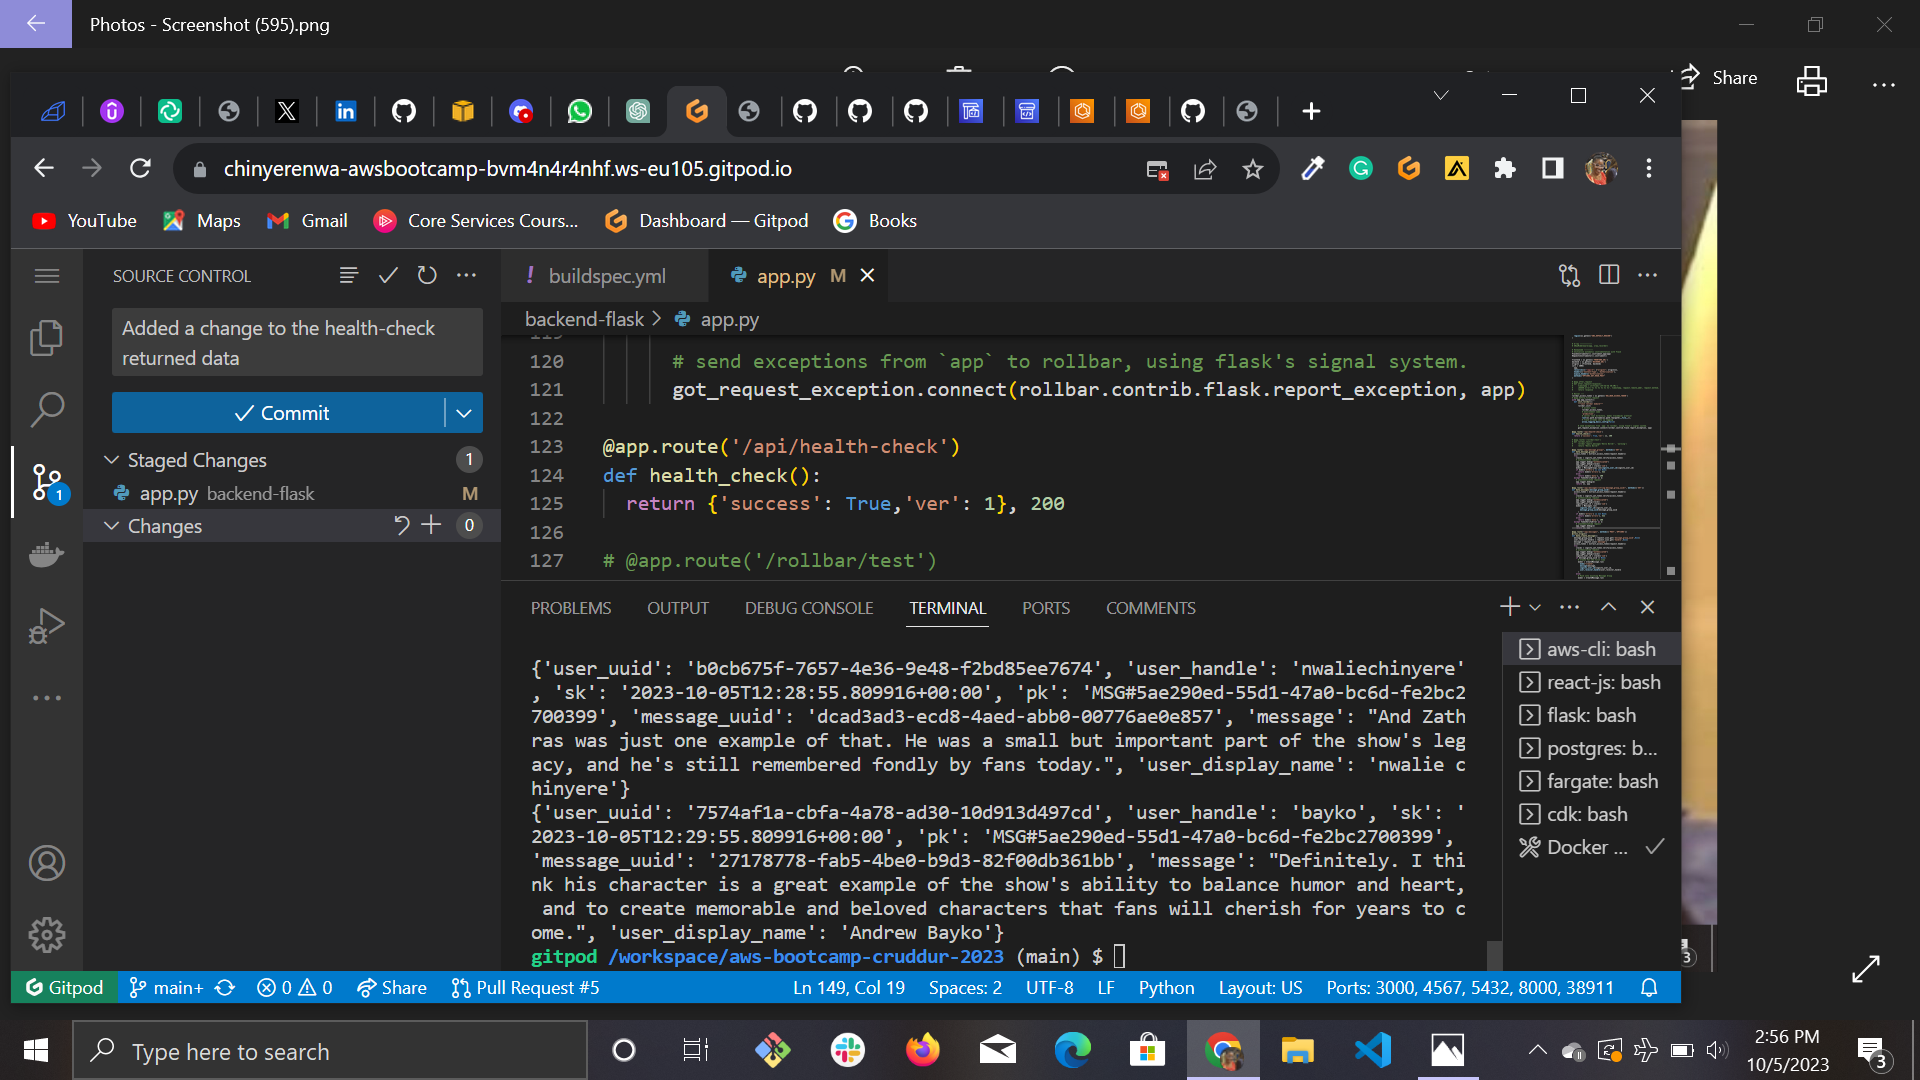 Photos - Screenshot (595).png
Share
chinyerenwa-awsbootcamp-bvm4n4r4nhf.ws-eu105.gitpod.io
YouTube
Maps
Gmail
Core Services Cours...
Dashboard — Gitpod
Books
SOURCE CONTROL
Added a change to the health-check
returned data
Commit
Staged Changes 1
app.py backend-flask M
Changes 0
1
buildspec.yml
app.py M
backend-flask > app.py
119
120 # send exceptions from `app` to rollbar, using flask's signal system.
121 got_request_exception.connect(rollbar.contrib.flask.report_exception, app)
122
123 @app.route('/api/health-check')
124 def health_check():
125 return {'success': True,'ver': 1}, 200
126
127 # @app.route('/rollbar/test')
PROBLEMS OUTPUT DEBUG CONSOLE TERMINAL PORTS COMMENTS
{'user_uuid': 'b0cb675f-7657-4e36-9e48-f2bd85ee7674', 'user_handle': 'nwaliechinyere'
, 'sk': '2023-10-05T12:28:55.809916+00:00', 'pk': 'MSG#5ae290ed-55d1-47a0-bc6d-fe2bc2
700399', 'message_uuid': 'dcad3ad3-ecd8-4aed-abb0-00776ae0e857', 'message': "And Zath
ras was just one example of that. He was a small but important part of the show's leg
acy, and he's still remembered fondly by fans today.", 'user_display_name': 'nwalie c
hinyere'}
{'user_uuid': '7574af1a-cbfa-4a78-ad30-10d913d497cd', 'user_handle': 'bayko', 'sk': '
2023-10-05T12:29:55.809916+00:00', 'pk': 'MSG#5ae290ed-55d1-47a0-bc6d-fe2bc2700399',
'message_uuid': '27178778-fab5-4be0-b9d3-82f00db361bb', 'message': "Definitely. I thi
nk his character is a great example of the show's ability to balance humor and heart,
and to create memorable and beloved characters that fans will cherish for years to c
ome.", 'user_display_name': 'Andrew Bayko'}
gitpod /workspace/aws-bootcamp-cruddur-2023 (main) $
aws-cli: bash
react-js: bash
flask: bash
postgres: b...
fargate: bash
cdk: bash
Docker ...
Gitpod main+ 0 0 Share Pull Request #5 Ln 149, Col 19 Spaces: 2 UTF-8 LF Python Layout: US Ports: 3000, 4567, 5432, 8000, 38911
3
Type here to search
2:56 PM
10/5/2023
3